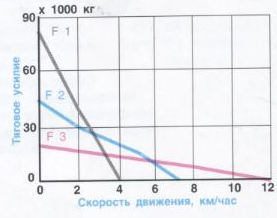 90 x 1000 кг
F 1
60
F 2
30
F 3
0
0 2 4 6 8 10 12
Тяговое усилие
Скорость движения, км/час